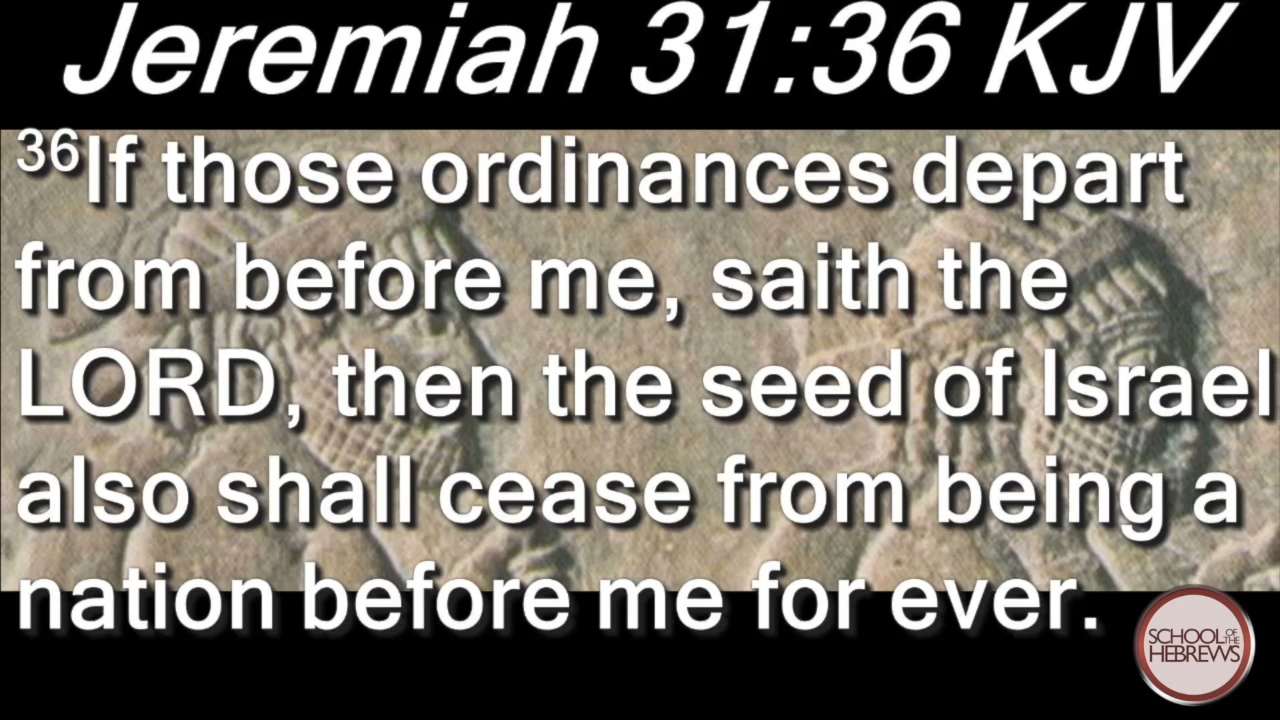 Jeremiah 31:36 KJV
³⁶If those ordinances depart
from before me, saith the
LORD, then the seed of Israel
also shall cease from being a
nation before me for ever.
SCHOOL OF THE
HEBREWS